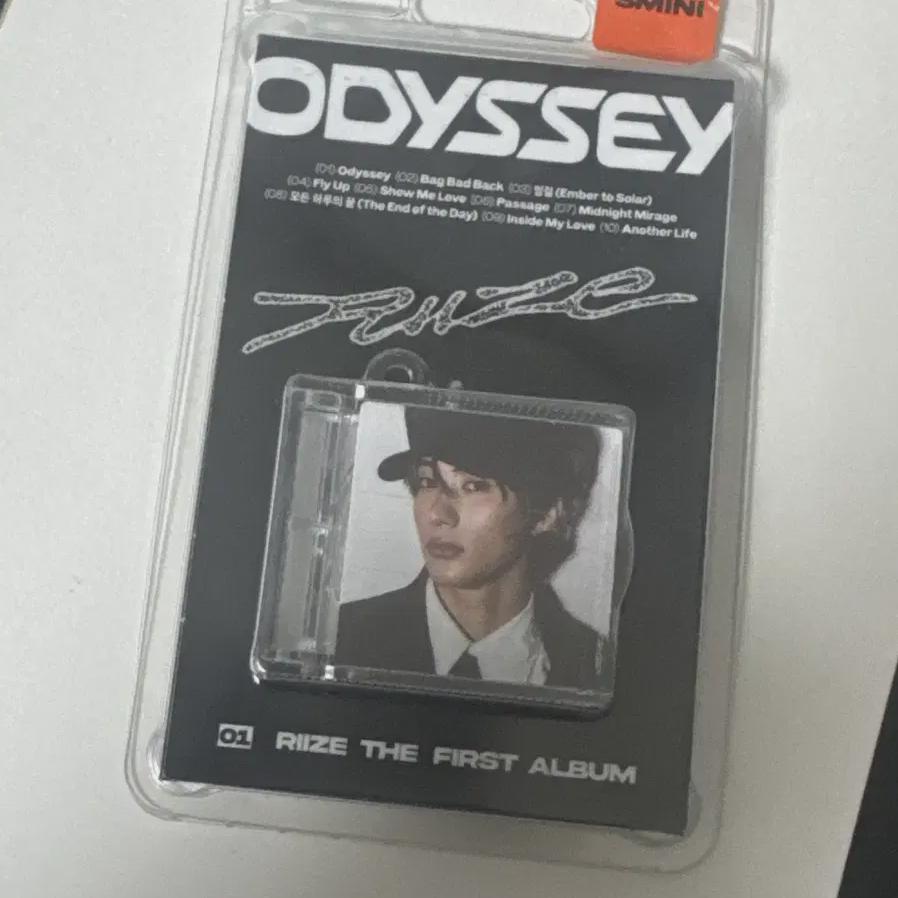 SMINI
ODYSSEY
(01) Odyssey (02) Bag Bad Back (03) 잉걸 (Ember to Solar)
(04) Fly Up (05) Show Me Love (06) Passage (07) Midnight Mirage
(08) 모든 하루의 끝 (The End of the Day) (09) Inside My Love (10) Another Life
RIIZE
01 RIIZE THE FIRST ALBUM